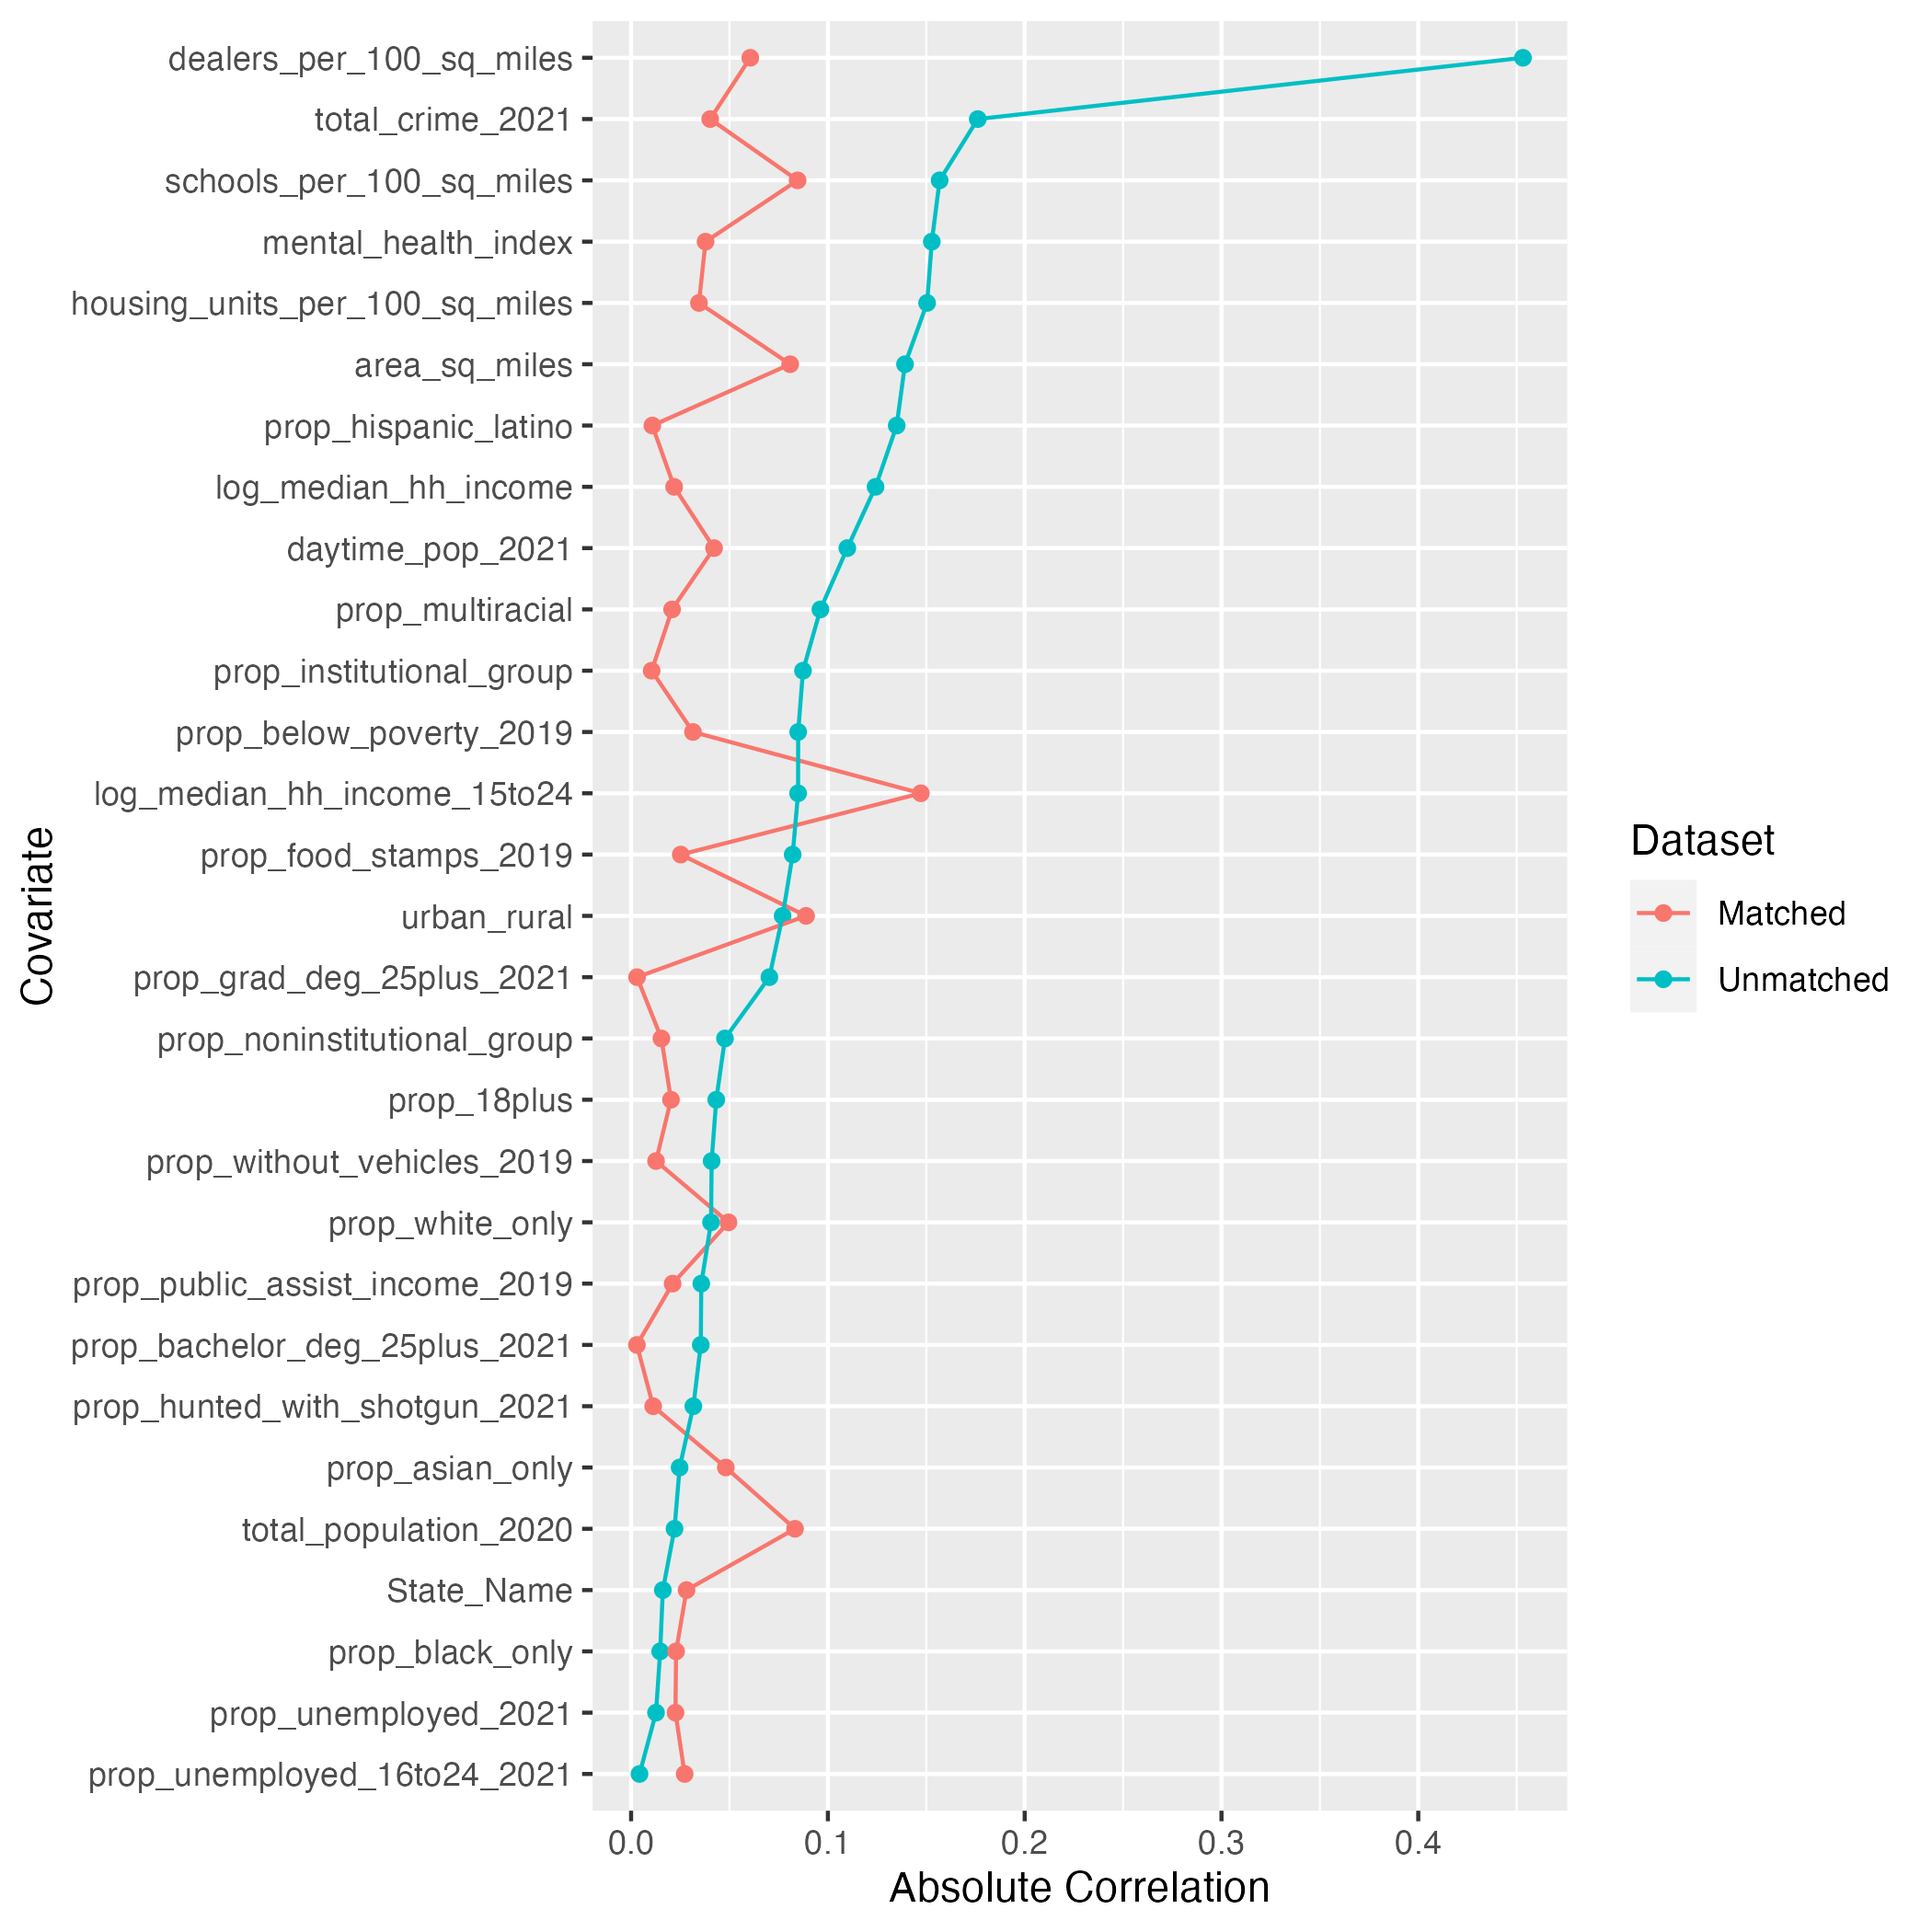 dealers_per_100_sq_miles
total_crime_2021
schools_per_100_sq_miles
mental_health_index
housing_units_per_100_sq_miles
area_sq_miles
prop_hispanic_latino
log_median_hh_income
daytime_pop_2021
prop_multiracial
prop_institutional_group
prop_below_poverty_2019
log_median_hh_income_15to24
prop_food_stamps_2019
urban_rural
prop_grad_deg_25plus_2021
prop_noninstitutional_group
prop_18plus
prop_without_vehicles_2019
prop_white_only
prop_public_assist_income_2019
prop_bachelor_deg_25plus_2021
prop_hunted_with_shotgun_2021
prop_asian_only
total_population_2020
State_Name
prop_black_only
prop_unemployed_2021
prop_unemployed_16to24_2021
Covariate
0.0 0.1 0.2 0.3 0.4
Absolute Correlation
Dataset
Matched
Unmatched